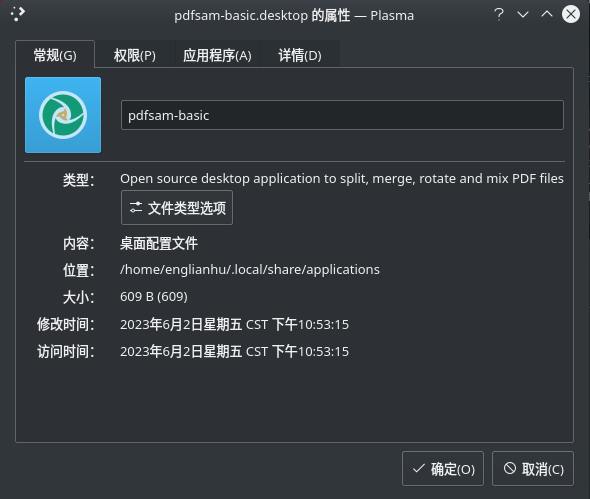 pdfsam-basic.desktop 的属性 — Plasma
常规(G) 权限(P) 应用程序(A) 详情(D)
pdfsam-basic
类型： Open source desktop application to split, merge, rotate and mix PDF files
文件类型选项
内容： 桌面配置文件
位置： /home/englianhu/.local/share/applications
大小： 609 B (609)
修改时间： 2023年6月2日星期五 CST 下午10:53:15
访问时间： 2023年6月2日星期五 CST 下午10:53:15
确定(O) 取消(C)